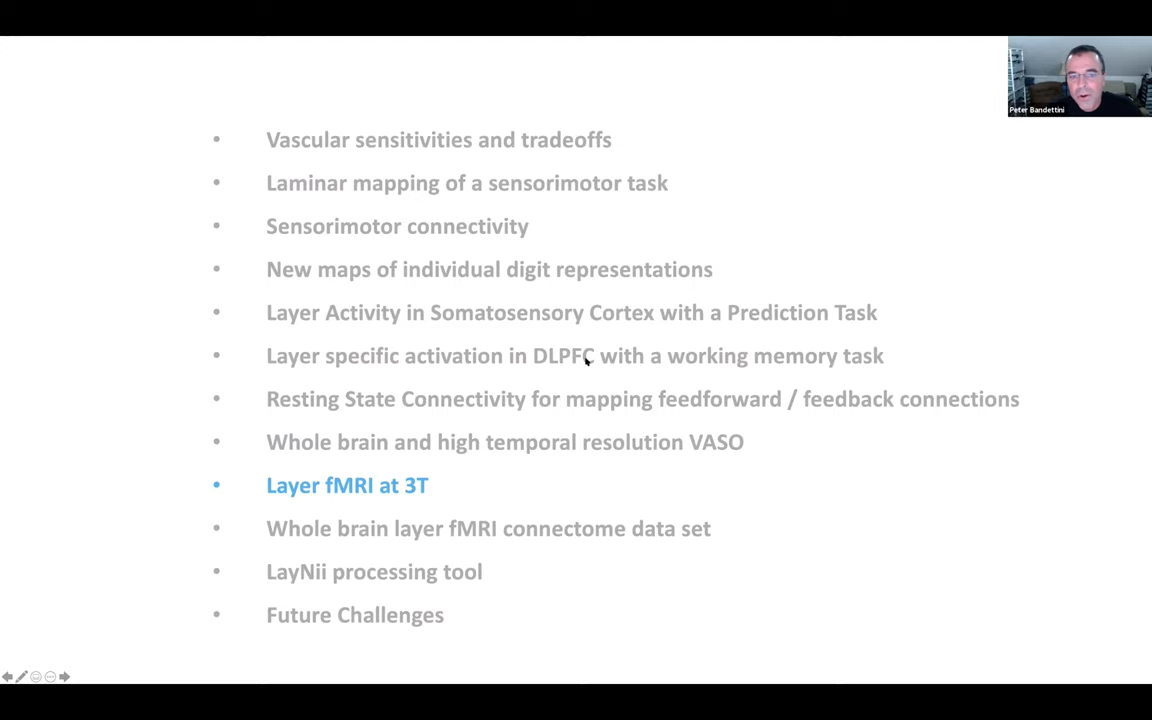 Peter Bandettini
• Vascular sensitivities and tradeoffs
• Laminar mapping of a sensorimotor task
• Sensorimotor connectivity
• New maps of individual digit representations
• Layer Activity in Somatosensory Cortex with a Prediction Task
• Layer specific activation in DLPFC with a working memory task
• Resting State Connectivity for mapping feedforward / feedback connections
• Whole brain and high temporal resolution VASO
• Layer fMRI at 3T
• Whole brain layer fMRI connectome data set
• LayNii processing tool
• Future Challenges